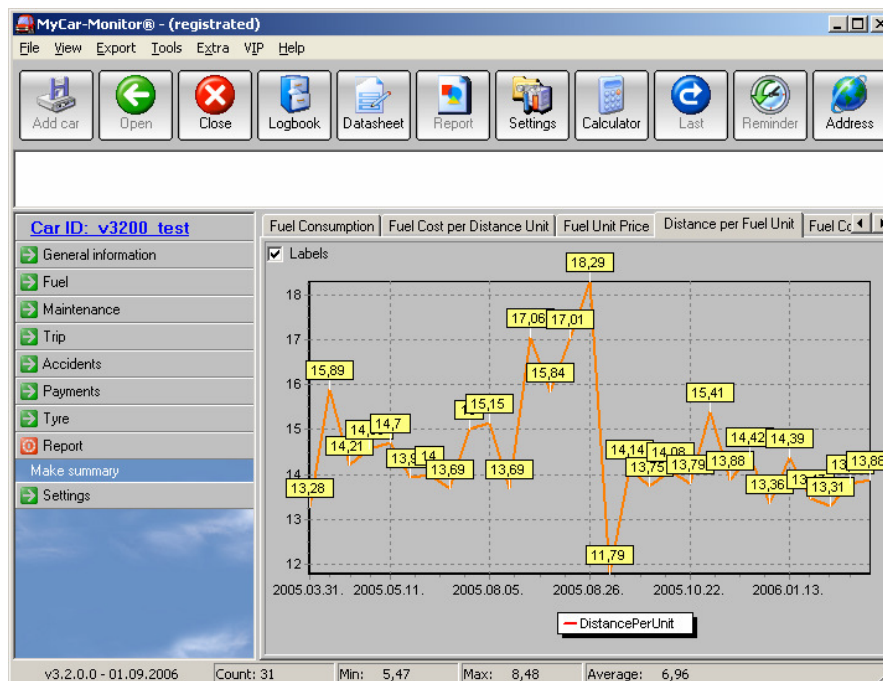 MyCar-Monitor® - (registrated)
File View Export Tools Extra VIP Help
Add car Open Close Logbook Datasheet Report Settings Calculator Last Reminder Address
Car ID: v3200_test
General information
Fuel
Maintenance
Trip
Accidents
Payments
Tyre
Report
Make summary
Settings
Fuel Consumption Fuel Cost per Distance Unit Fuel Unit Price Distance per Fuel Unit
Labels
18
17
16
15
14
13
12
13,28
15,89
14,21
14,7
14
13,69
15,15
13,69
17,06
15,84
17,01
18,29
11,79
14,14
13,75
14,08
13,79
15,41
13,88
14,42
13,36
14,39
13,31
13,88
2005.03.31. 2005.05.11. 2005.08.05. 2005.08.26. 2005.10.22. 2006.01.13.
DistancePerUnit
v3.2.0.0 - 01.09.2006 Count: 31 Min: 5,47 Max: 8,48 Average: 6,96